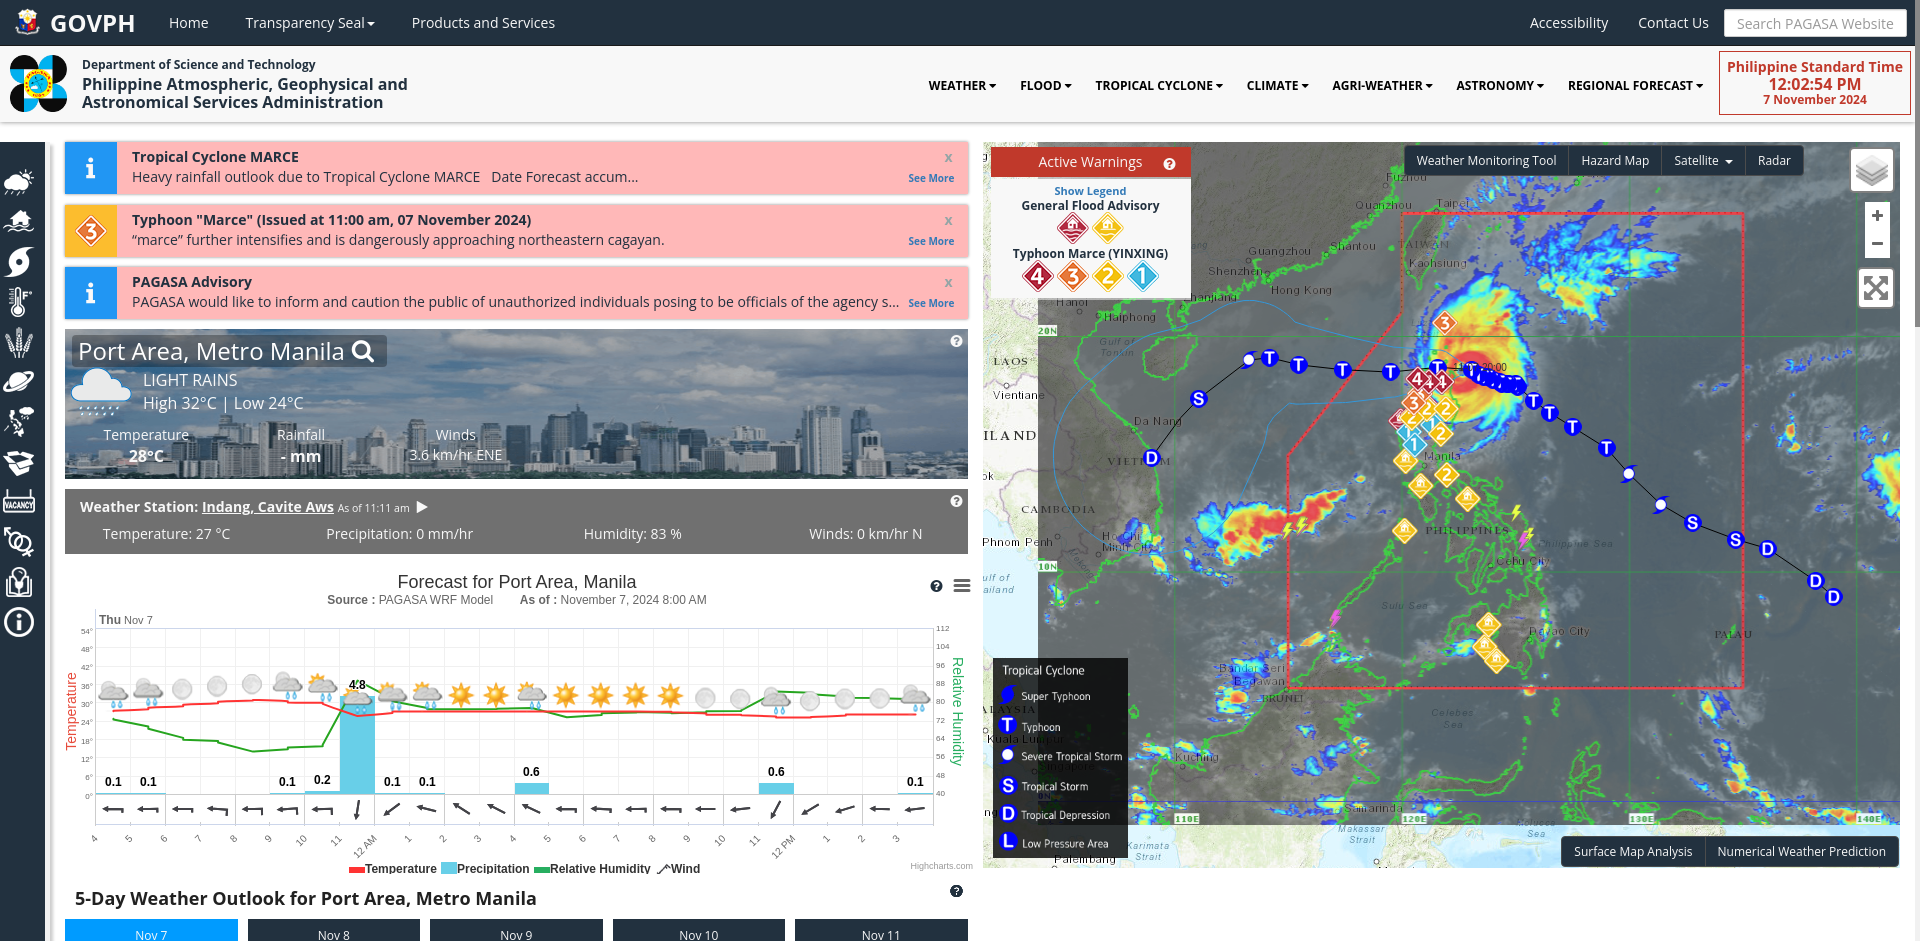 GOVPH
Home
Transparency Seal
Products and Services
Accessibility
Contact Us
Search PAGASA Website
Department of Science and Technology
Philippine Atmospheric, Geophysical and
Astronomical Services Administration
WEATHER
FLOOD
TROPICAL CYCLONE
CLIMATE
AGRI-WEATHER
ASTRONOMY
REGIONAL FORECAST
Philippine Standard Time
12:02:54 PM
7 November 2024
Tropical Cyclone MARCE
x
Heavy rainfall outlook due to Tropical Cyclone MARCE Date Forecast accum...
See More
3
Typhoon "Marce" (Issued at 11:00 am, 07 November 2024)
x
“marce” further intensifies and is dangerously approaching northeastern cagayan.
See More
PAGASA Advisory
x
PAGASA would like to inform and caution the public of unauthorized individuals posing to be officials of the agency s...
See More
VACANCY
Port Area, Metro Manila
LIGHT RAINS
High 32°C | Low 24°C
Temperature
28°C
Rainfall
- mm
Winds
3.6 km/hr ENE
Weather Station: Indang, Cavite Aws As of 11:11 am
Temperature: 27 °C
Precipitation: 0 mm/hr
Humidity: 83 %
Winds: 0 km/hr N
Forecast for Port Area, Manila
Source : PAGASA WRF Model
As of : November 7, 2024 8:00 AM
Thu Nov 7
Temperature
54°
48°
42°
36°
30°
24°
18°
12°
6°
0°
112
104
96
88
80
72
64
56
48
40
Relative Humidity
0.1
0.1
0.1
0.2
4.8
0.1
0.1
0.6
0.6
0.1
4
5
6
7
8
9
10
11
12 AM
1
2
3
4
5
6
7
8
9
10
11
12 PM
1
2
3
Temperature
Precipitation
Relative Humidity
Wind
Highcharts.com
5-Day Weather Outlook for Port Area, Metro Manila
Nov 7
Nov 8
Nov 9
Nov 10
Nov 11
Active Warnings
Show Legend
General Flood Advisory
Typhoon Marce (YINXING)
4
3
2
1
Weather Monitoring Tool
Hazard Map
Satellite
Radar
+
−
Fuzhou
Quanzhou
Taipei
TAIWAN
Kaohsiung
Guangzhou
Shantou
Shenzhen
Hong Kong
Zhanjiang
Hanoi
Haiphong
Gulf of
Tonkin
LAOS
Vientiane
Da Nang
VIETNAM
CAMBODIA
Phnom Penh
Ho Chi
Minh City
Manila
PHILIPPINES
Philippine Sea
Cebu City
Sulu Sea
Davao City
PALAU
Bandar Seri
Begawan
BRUNEI
Celebes
Sea
Kuching
Samarinda
Makassar
Strait
Karimata
Strait
Palembang
20N
10N
110E
120E
130E
140E
Tropical Cyclone
Super Typhoon
T Typhoon
Severe Tropical Storm
S Tropical Storm
D Tropical Depression
L Low Pressure Area
Surface Map Analysis
Numerical Weather Prediction